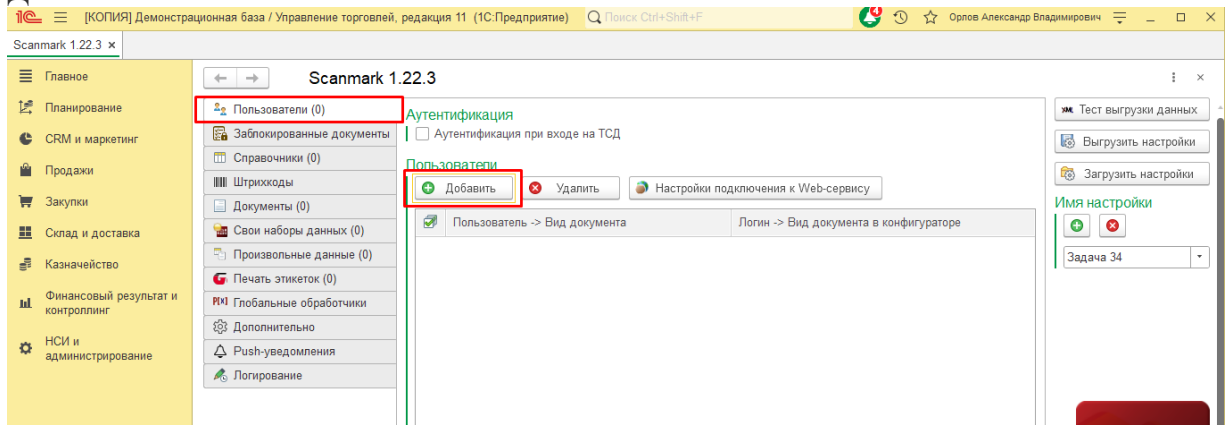 1С [КОПИЯ] Демонстрационная база / Управление торговлей, редакция 11 (1С:Предприятие) Поиск Ctrl+Shift+F 9 Орлов Александр Владимирович
Scanmark 1.22.3 ×
Главное
Планирование
CRM и маркетинг
Продажи
Закупки
Склад и доставка
Казначейство
Финансовый результат и
контроллинг
НСИ и
администрирование
Scanmark 1.22.3
Пользователи (0)
Заблокированные документы
Справочники (0)
Штрихкоды
Документы (0)
Свои наборы данных (0)
Произвольные данные (0)
Печать этикеток (0)
Глобальные обработчики
Дополнительно
Push-уведомления
Логирование
Аутентификация
Аутентификация при входе на ТСД
Пользователи
Добавить Удалить Настройки подключения к Web-сервису
Пользователь -> Вид документа Логин -> Вид документа в конфигураторе
XML Тест выгрузки данных
Выгрузить настройки
Загрузить настройки
Имя настройки
Задача 34